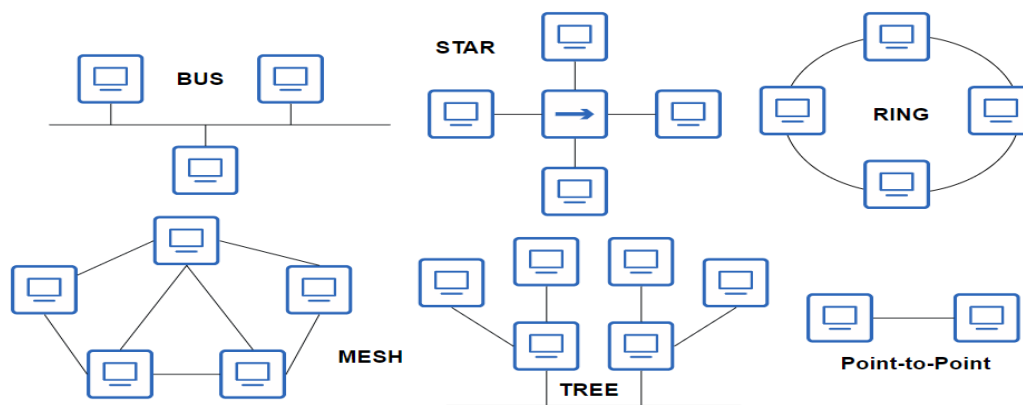 STAR
BUS
RING
MESH
TREE
Point-to-Point